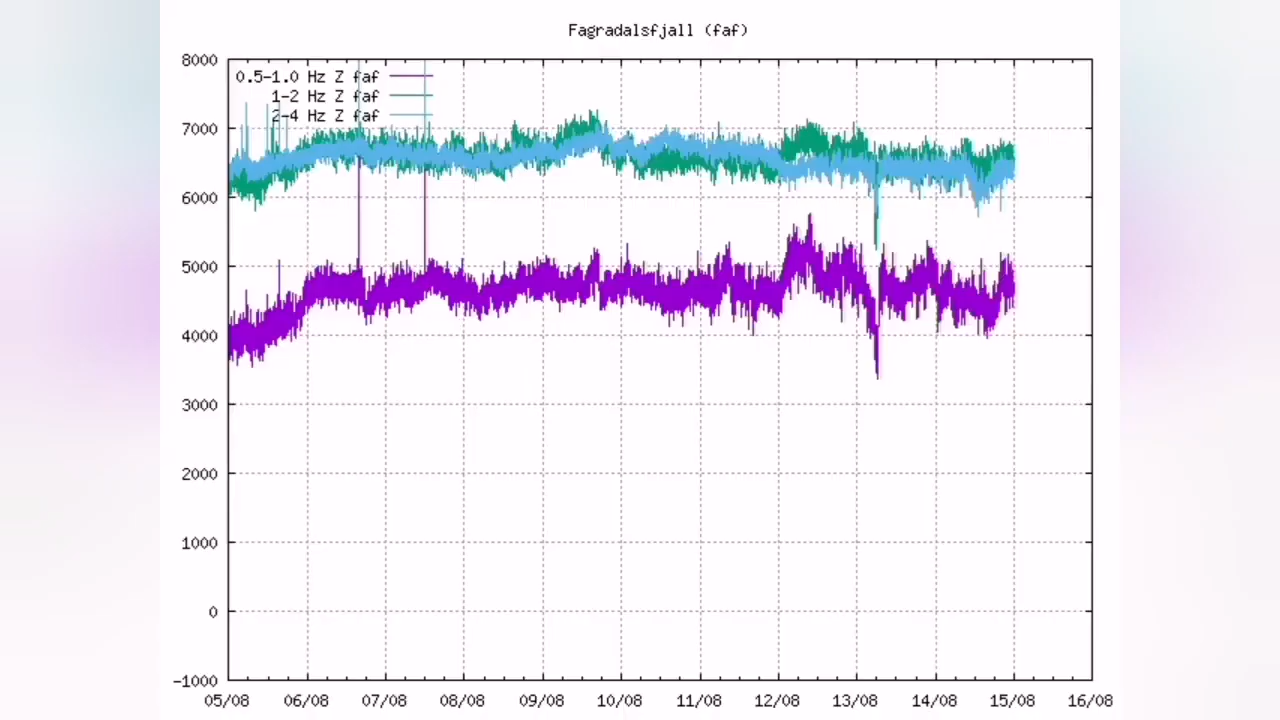 Fagradalsfjall (faf)
8000
0.5-1.0 Hz Z faf
1-2 Hz Z faf
2-4 Hz Z faf
7000
6000
5000
4000
3000
2000
1000
0
-1000
05/08 06/08 07/08 08/08 09/08 10/08 11/08 12/08 13/08 14/08 15/08 16/08